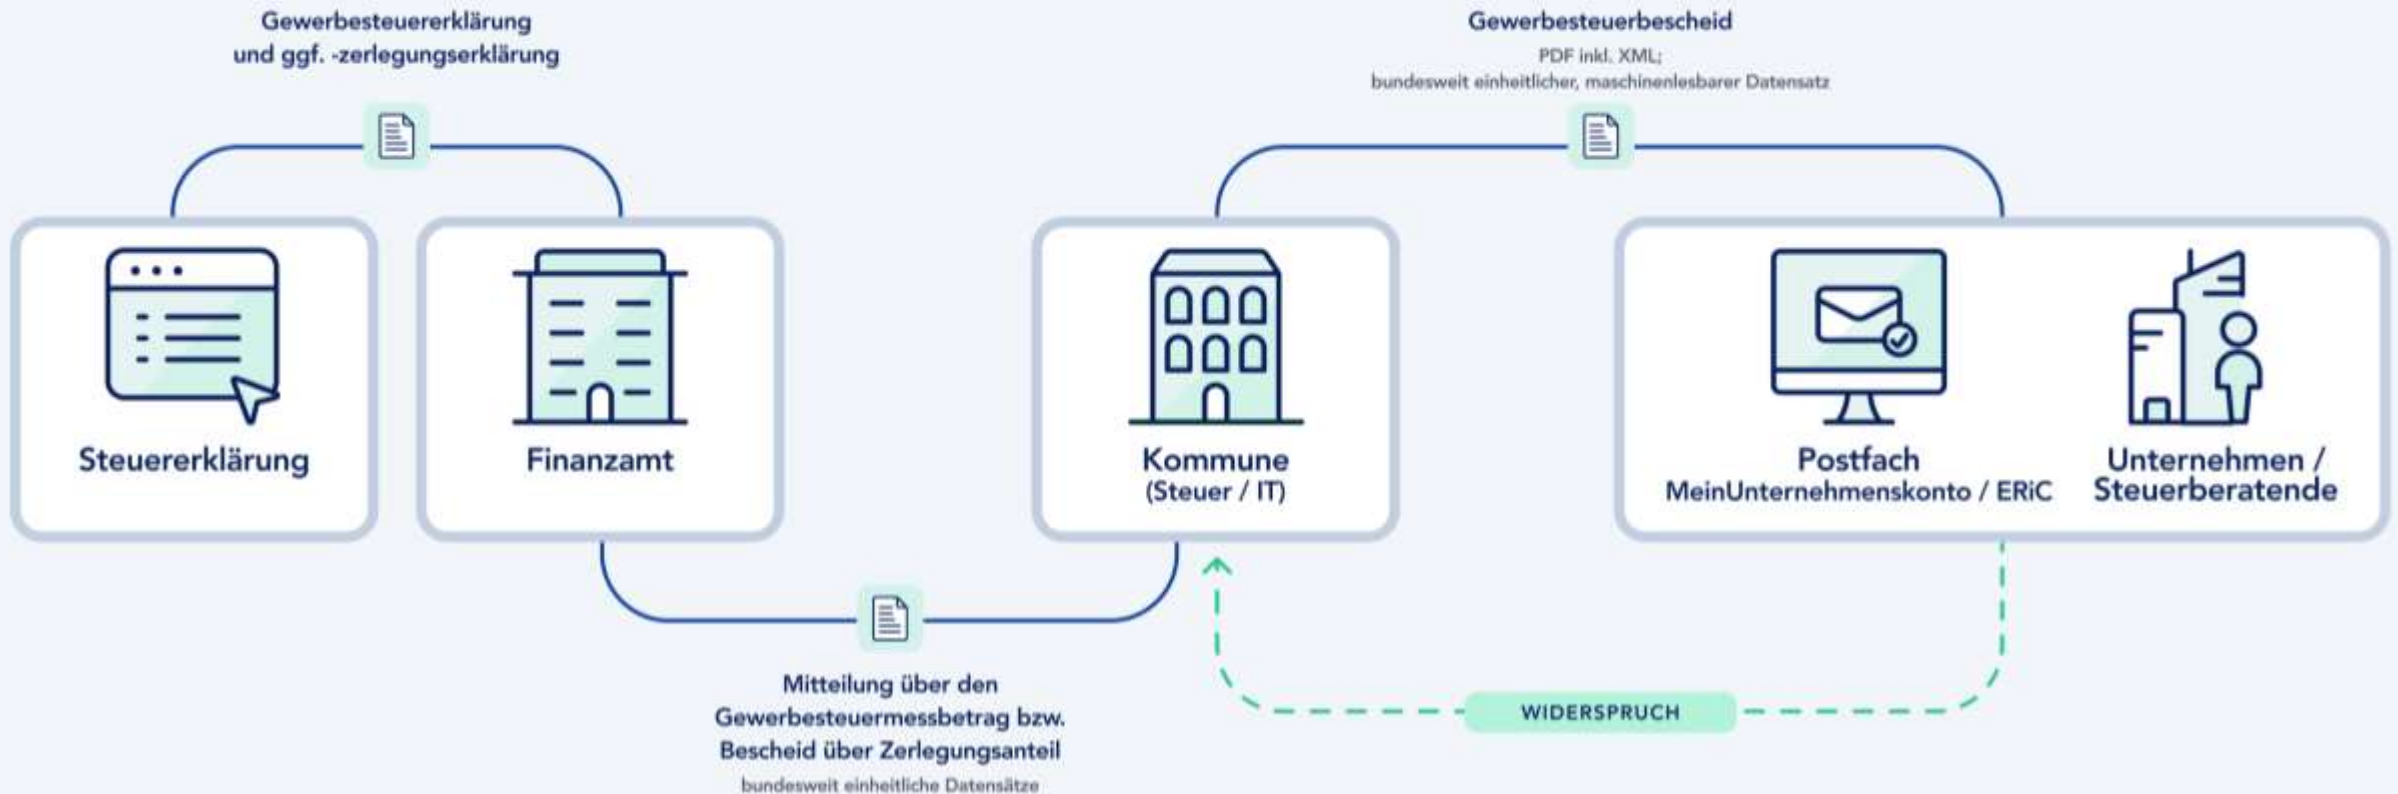 Gewerbesteuererklärung
und ggf. -zerlegungserklärung
Gewerbesteuerbescheid
PDF inkl. XML;
bundesweit einheitlicher, maschinenlesbarer Datensatz
Steuererklärung
Finanzamt
Kommune
(Steuer / IT)
Postfach
MeinUnternehmenskonto / ERiC
Unternehmen /
Steuerberatende
Mitteilung über den
Gewerbesteuermessbetrag bzw.
Bescheid über Zerlegungsanteil
bundesweit einheitliche Datensätze
WIDERSPRUCH